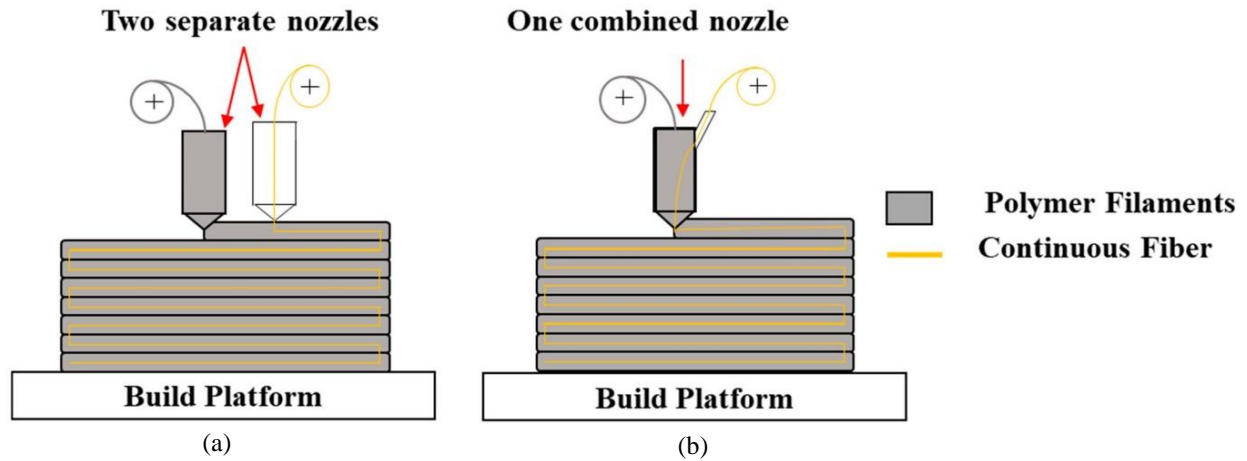 Two separate nozzles
One combined nozzle
Polymer Filaments
Continuous Fiber
Build Platform
Build Platform
(a)
(b)